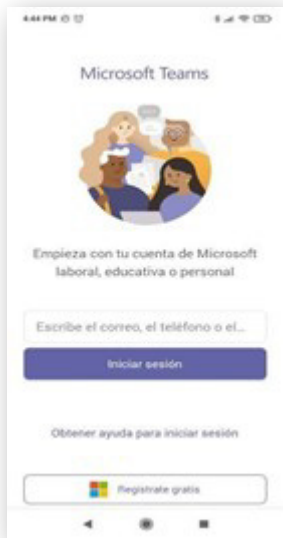 4:44 PM
Microsoft Teams
Empieza con tu cuenta de Microsoft
laboral, educativa o personal
Escribe el correo, el teléfono o el...
Iniciar sesión
Obtener ayuda para iniciar sesión
Regístrate gratis